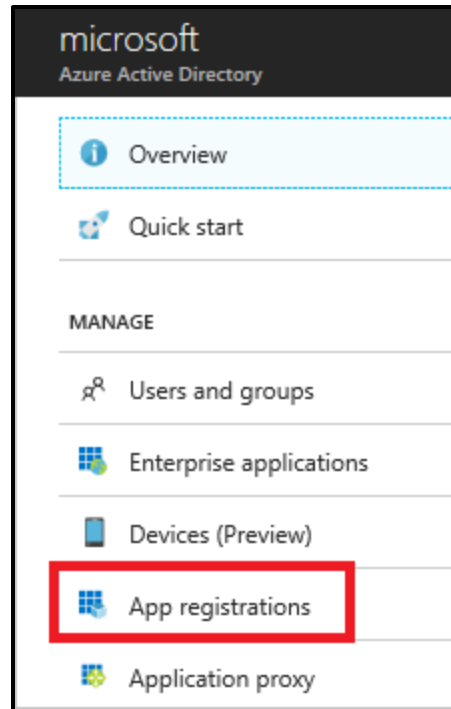 microsoft
Azure Active Directory
Overview
Quick start
MANAGE
Users and groups
Enterprise applications
Devices (Preview)
App registrations
Application proxy